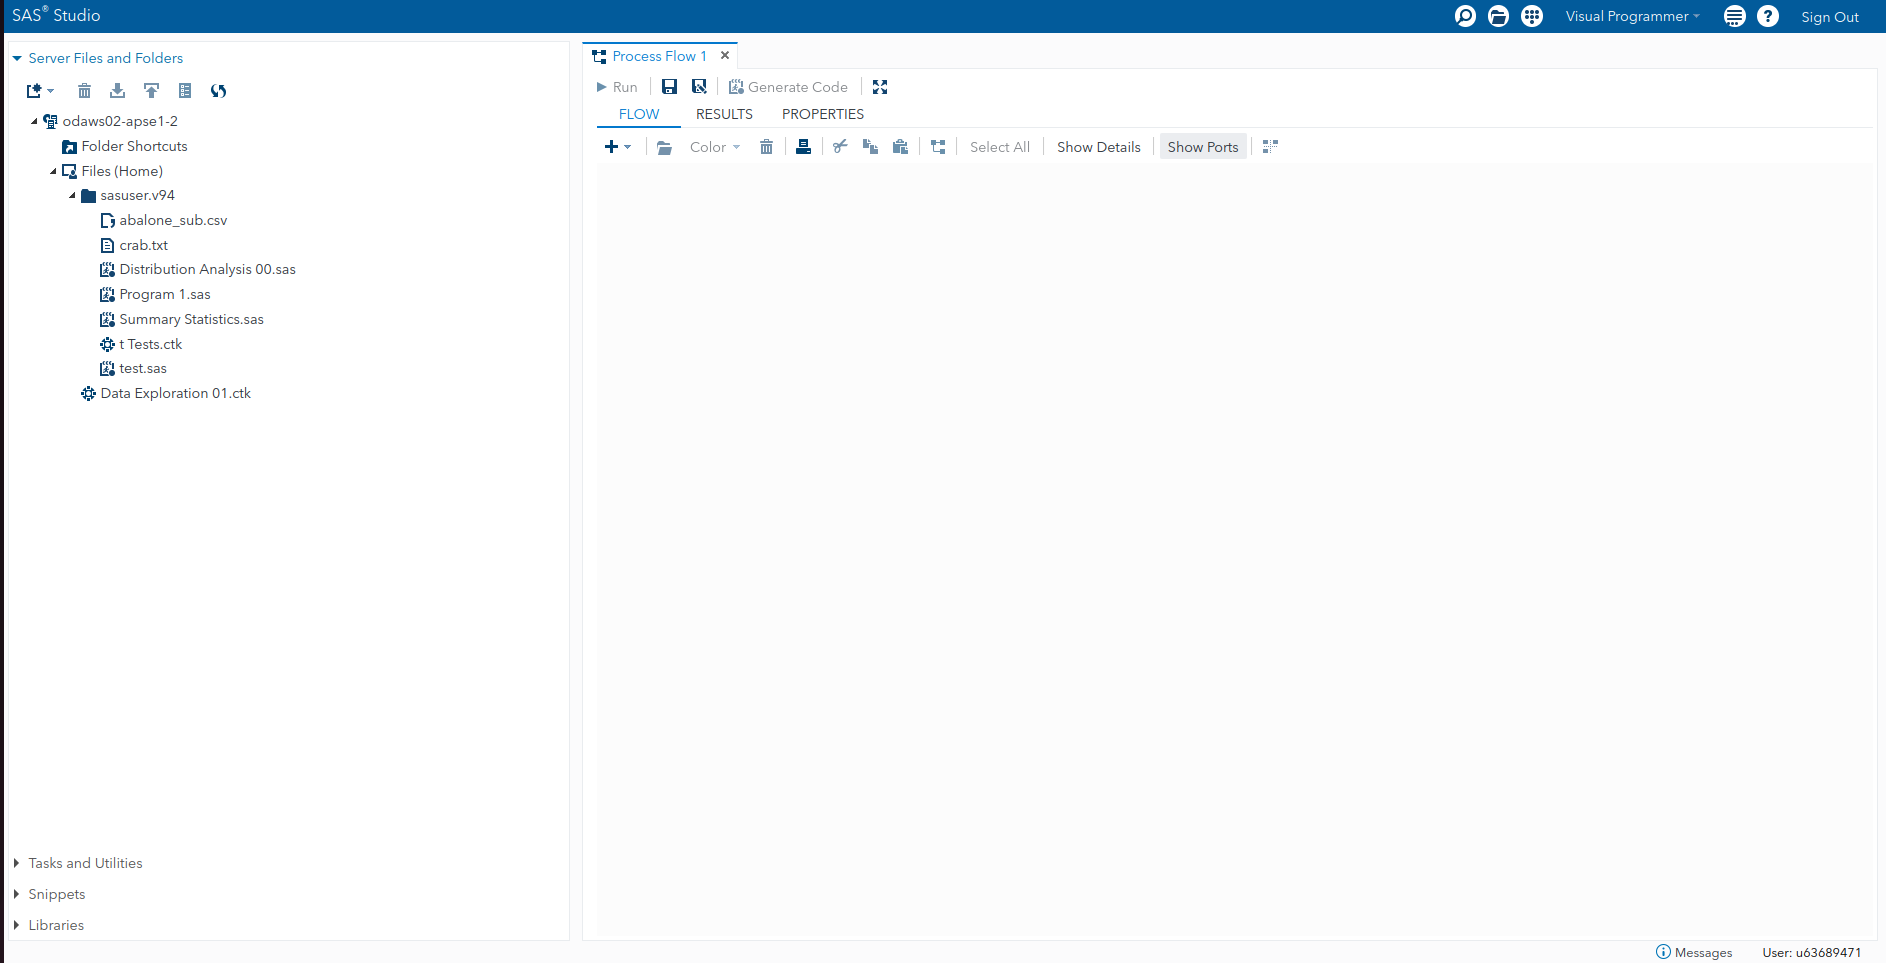 SAS® Studio
Visual Programmer
Sign Out
Server Files and Folders
odaws02-apse1-2
Folder Shortcuts
Files (Home)
sasuser.v94
abalone_sub.csv
crab.txt
Distribution Analysis 00.sas
Program 1.sas
Summary Statistics.sas
t Tests.ctk
test.sas
Data Exploration 01.ctk
Tasks and Utilities
Snippets
Libraries
Process Flow 1
Run
Generate Code
FLOW RESULTS PROPERTIES
Color Select All Show Details Show Ports
Messages User: u63689471